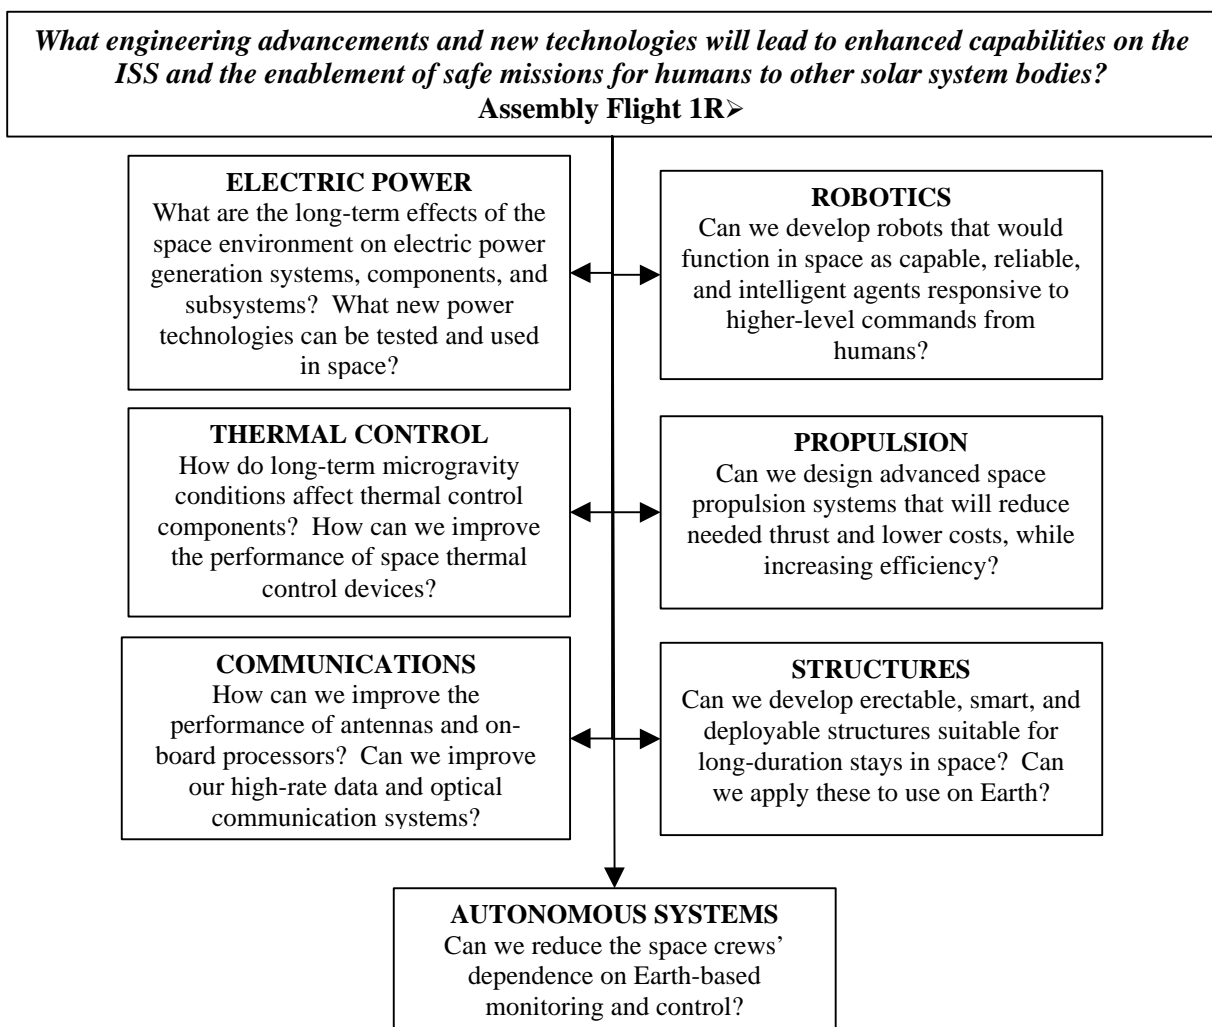 What engineering advancements and new technologies will lead to enhanced capabilities on the
ISS and the enablement of safe missions for humans to other solar system bodies?
Assembly Flight 1R➢
ELECTRIC POWER
What are the long-term effects of the
space environment on electric power
generation systems, components, and
subsystems?  What new power
technologies can be tested and used
in space?
ROBOTICS
Can we develop robots that would
function in space as capable, reliable,
and intelligent agents responsive to
higher-level commands from
humans?
THERMAL CONTROL
How do long-term microgravity
conditions affect thermal control
components?  How can we improve
the performance of space thermal
control devices?
PROPULSION
Can we design advanced space
propulsion systems that will reduce
needed thrust and lower costs, while
increasing efficiency?
COMMUNICATIONS
How can we improve the
performance of antennas and on-
board processors?  Can we improve
our high-rate data and optical
communication systems?
STRUCTURES
Can we develop erectable, smart, and
deployable structures suitable for
long-duration stays in space?  Can
we apply these to use on Earth?
AUTONOMOUS SYSTEMS
Can we reduce the space crews’
dependence on Earth-based
monitoring and control?